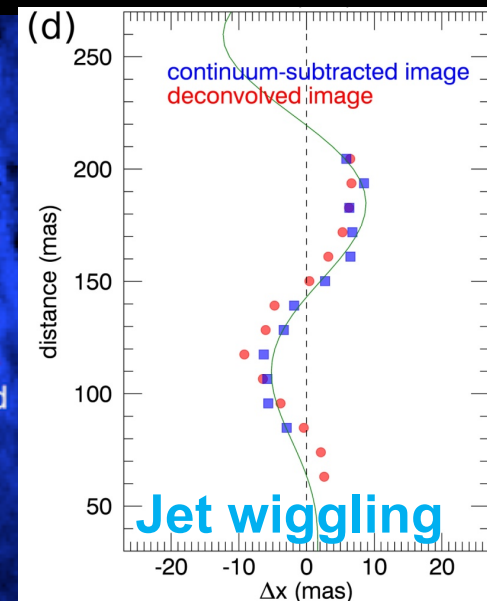 (d)
continuum-subtracted image
deconvolved image
250
200
150
100
50
distance (mas)
Jet wiggling
-20 -10 0 10 20
Δx (mas)